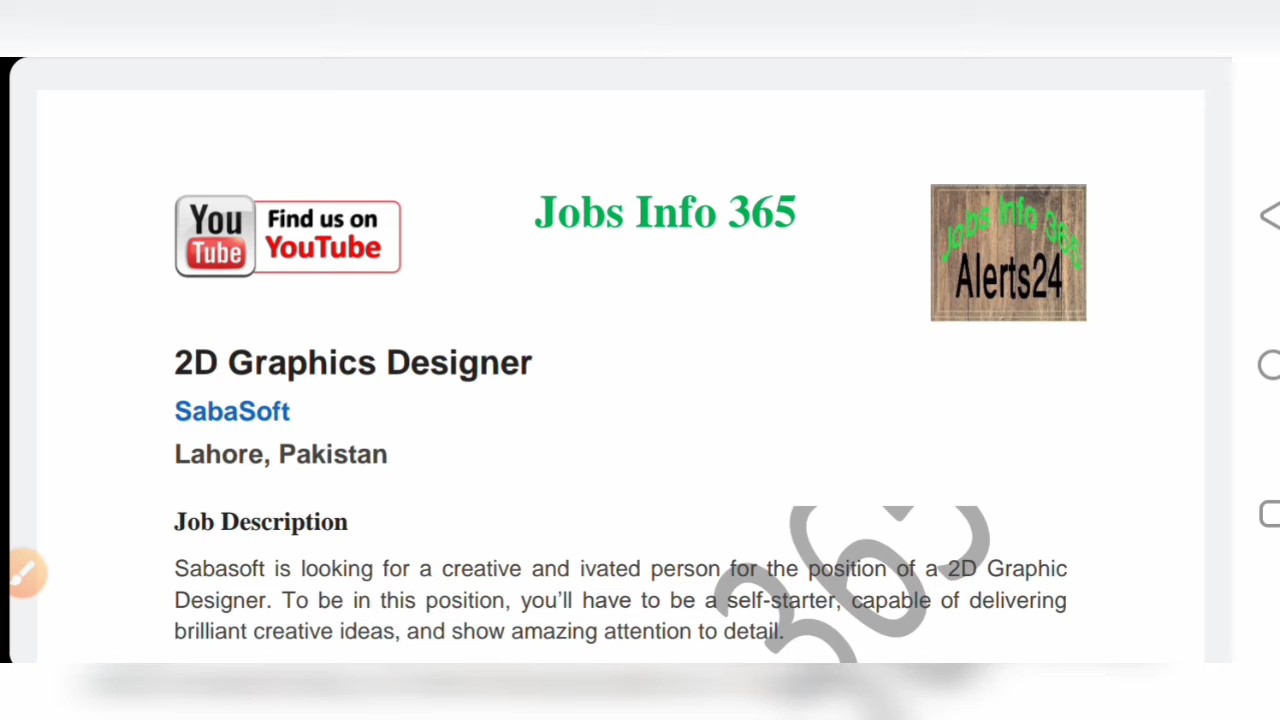 You
Tube
Find us on
YouTube
Jobs Info 365
Jobs Info 365
Alerts24
2D Graphics Designer
SabaSoft
Lahore, Pakistan
Job Description
Sabasoft is looking for a creative and ivated person for the position of a 2D Graphic
Designer. To be in this position, you’ll have to be a self-starter, capable of delivering
brilliant creative ideas, and show amazing attention to detail.
365